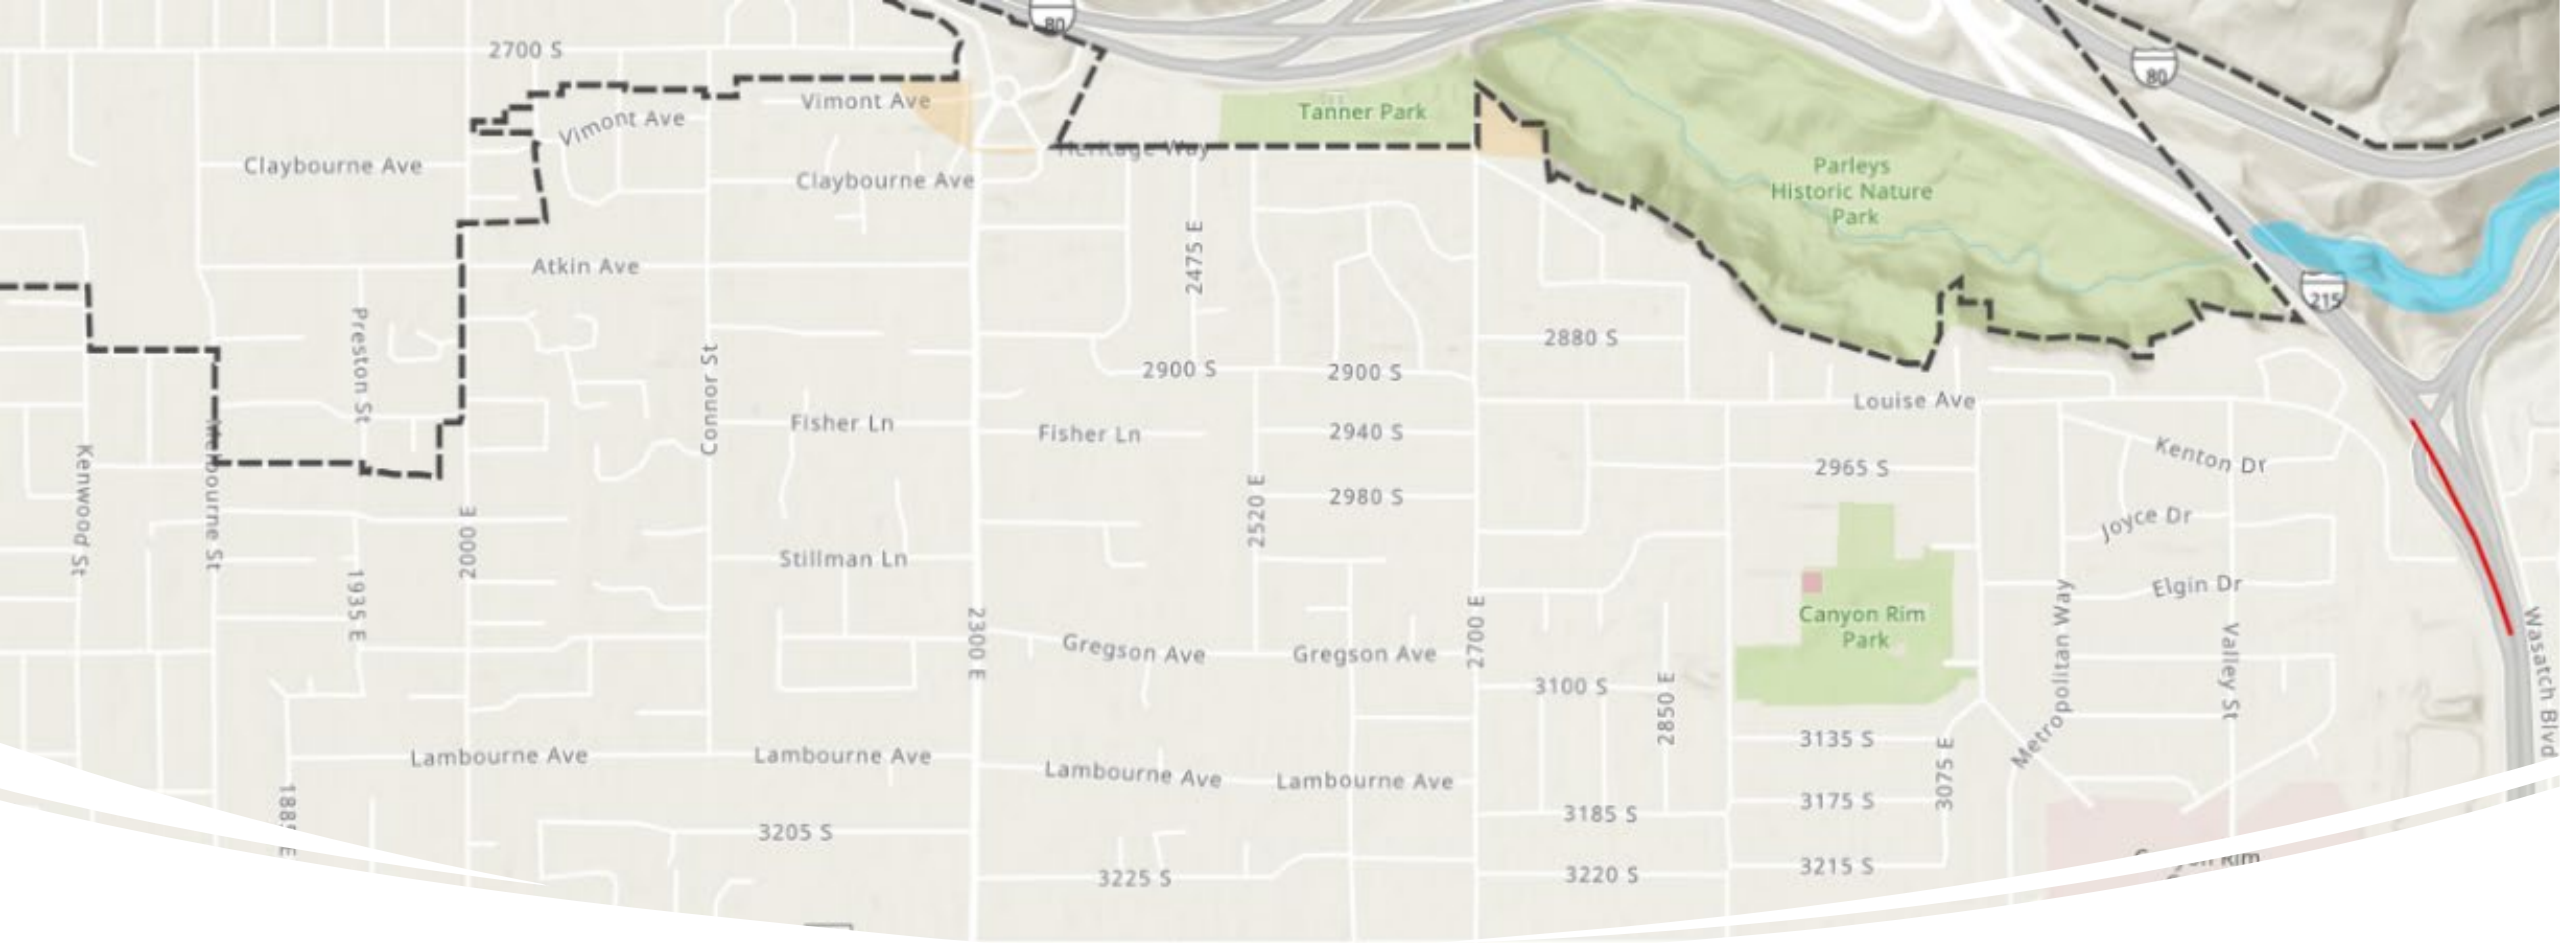 80
2700 S
80
Vimont Ave
Tanner Park
Vimont Ave
Heritage Way
Claybourne Ave
Claybourne Ave
Parleys
Historic Nature
Park
2475 E
Atkin Ave
215
Preston St
2880 S
2900 S
2900 S
Connor St
Louise Ave
Fisher Ln
Fisher Ln
2940 S
Kenton Dr
2965 S
Kenwood St
2000 E
2520 E
2980 S
Joyce Dr
Stillman Ln
Elgin Dr
1935 E
2300 E
2700 E
Canyon Rim
Park
Metropolitan Way
Valley St
Wasatch Blvd
Gregson Ave
Gregson Ave
3100 S
2850 E
3135 S
Lambourne Ave
Lambourne Ave
Lambourne Ave
Lambourne Ave
3075 E
3175 S
3185 S
3205 S
3215 S
3225 S
3220 S